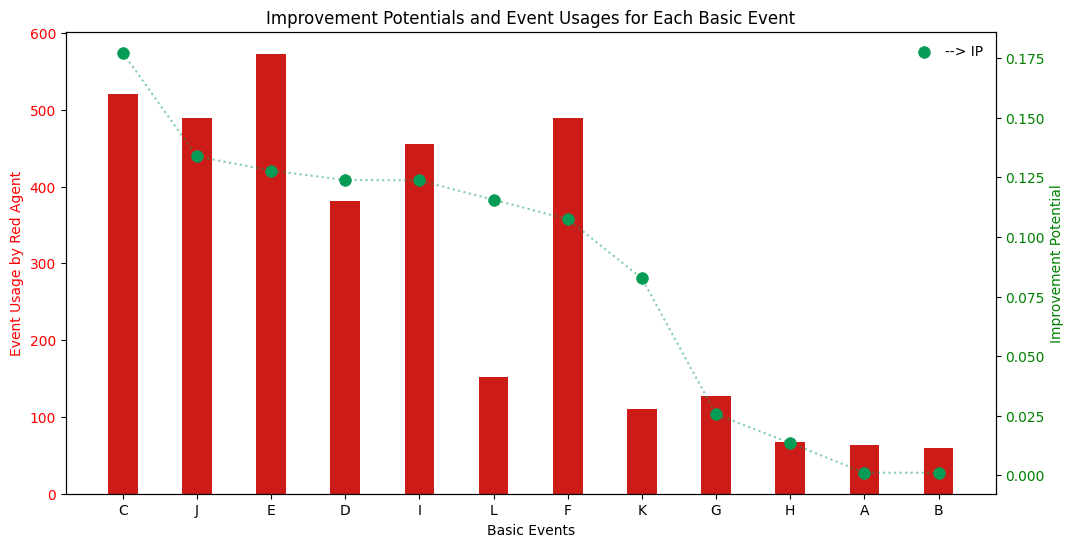 Improvement Potentials and Event Usages for Each Basic Event
600
500
400
300
200
100
0
Event Usage by Red Agent
--> IP
0.175
0.150
0.125
0.100
0.075
0.050
0.025
0.000
Improvement Potential
C J E D I L F K G H A B
Basic Events